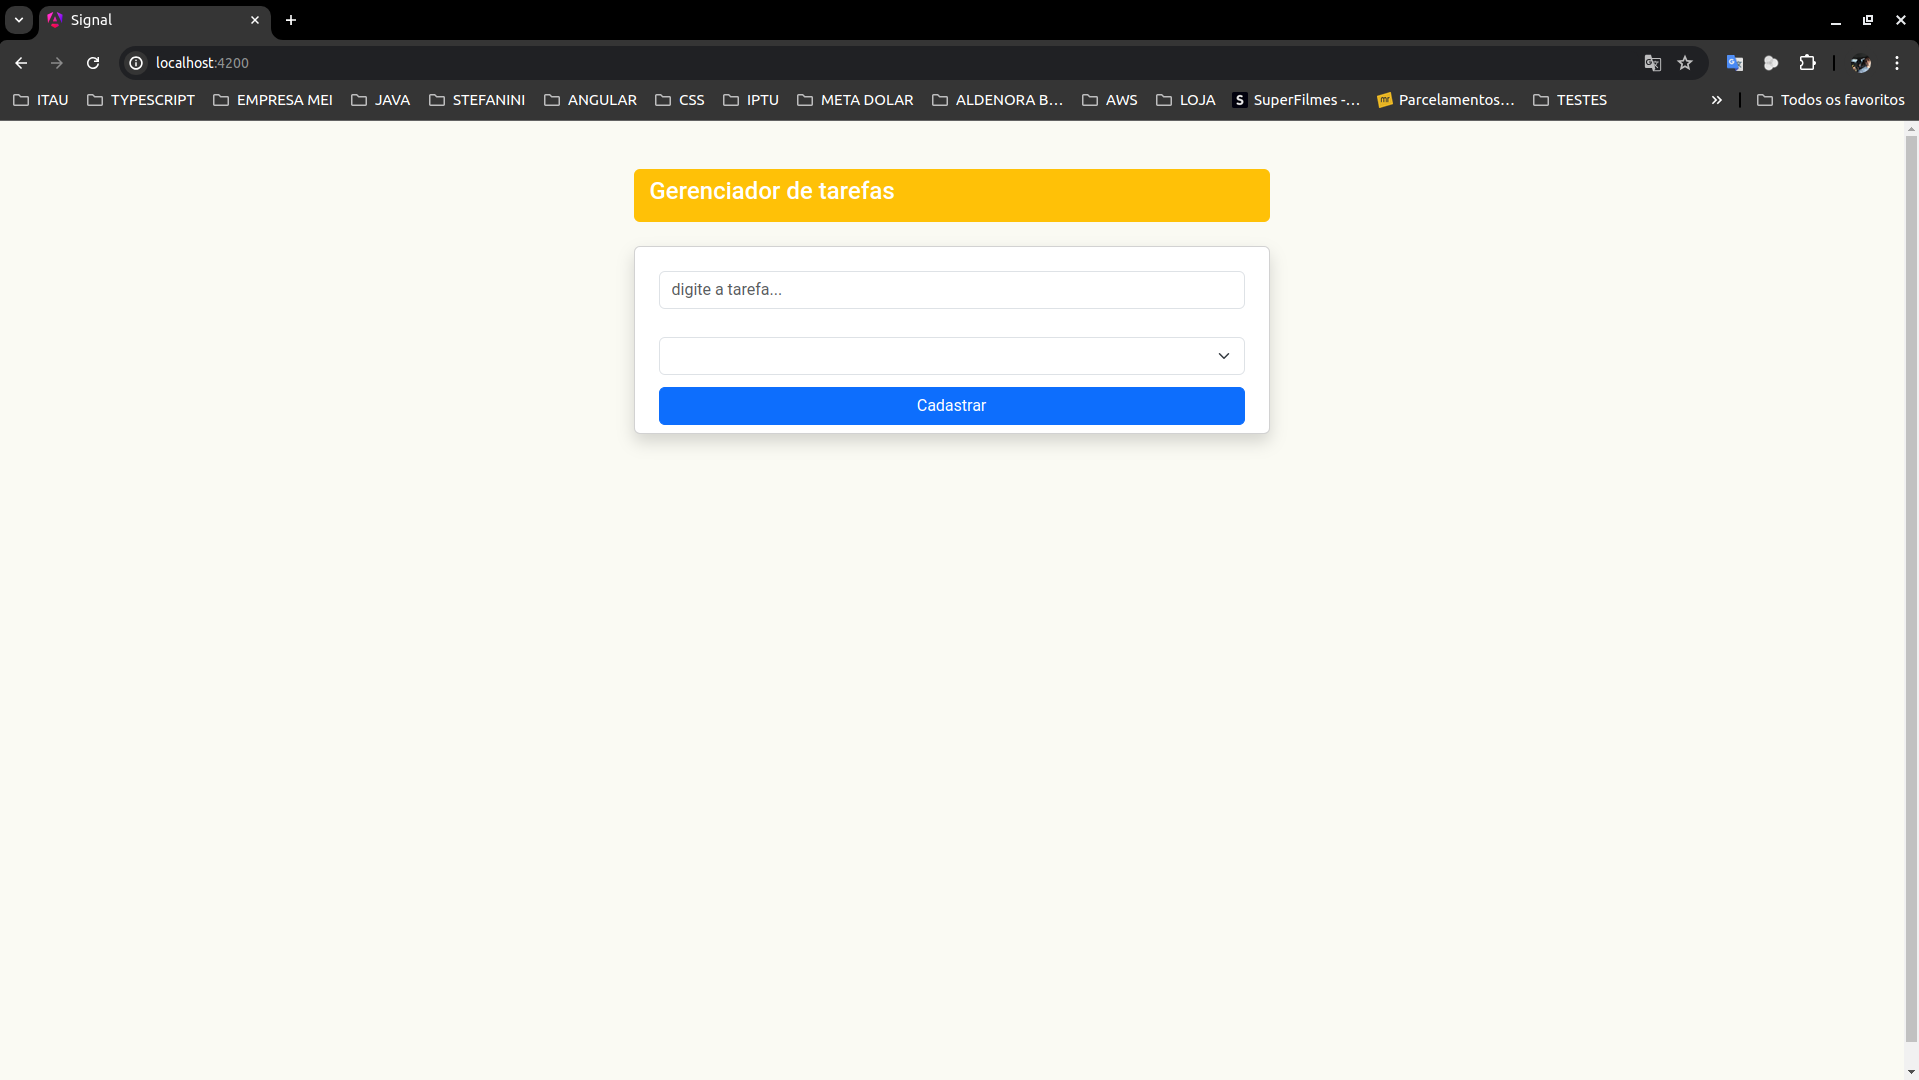 Signal
localhost:4200
ITAU TYPESCRIPT EMPRESA MEI JAVA STEFANINI ANGULAR CSS IPTU META DOLAR ALDENORA B... AWS LOJA S SuperFilmes -... mr Parcelamentos... TESTES » Todos os favoritos
Gerenciador de tarefas
digite a tarefa...
Cadastrar